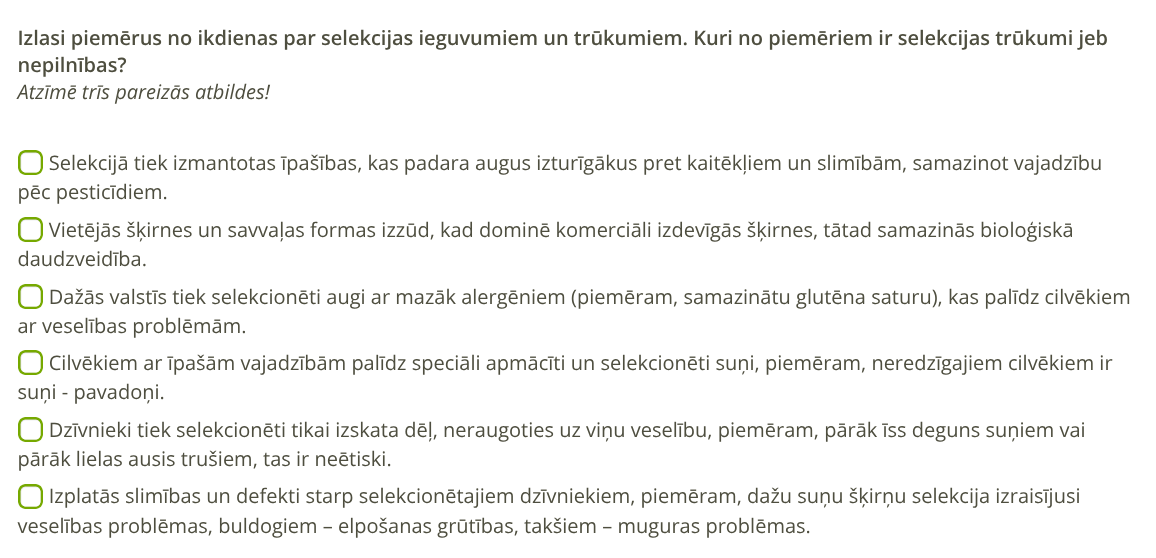 Izlasi piemērus no ikdienas par selekcijas ieguvumiem un trūkumiem. Kuri no piemēriem ir selekcijas trūkumi jeb
nepilnības?
Atzīmē trīs pareizās atbildes!
Selekcijā tiek izmantotas īpašības, kas padara augus izturīgākus pret kaitēkļiem un slimībām, samazinot vajadzību
pēc pesticīdiem.
Vietējās šķirnes un savvaļas formas izzūd, kad dominē komerciāli izdevīgās šķirnes, tātad samazinās bioloģiskā
daudzveidība.
Dažās valstīs tiek selekcionēti augi ar mazāk alergēniem (piemēram, samazinātu glutēna saturu), kas palīdz cilvēkiem
ar veselības problēmām.
Cilvēkiem ar īpašām vajadzībām palīdz speciāli apmācīti un selekcionēti suņi, piemēram, neredzīgajiem cilvēkiem ir
suņi - pavadoņi.
Dzīvnieki tiek selekcionēti tikai izskata dēļ, neraugoties uz viņu veselību, piemēram, pārāk īss deguns suņiem vai
pārāk lielas ausis trušiem, tas ir neētiski.
Izplatās slimības un defekti starp selekcionētajiem dzīvniekiem, piemēram, dažu suņu šķirņu selekcija izraisījusi
veselības problēmas, buldogiem – elpošanas grūtības, takšiem – muguras problēmas.